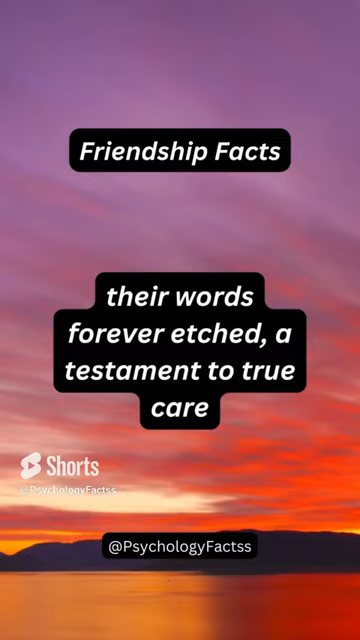 Friendship Facts
their words
forever etched, a
testament to true
care
Shorts
@PsychologyFactss
@PsychologyFactss